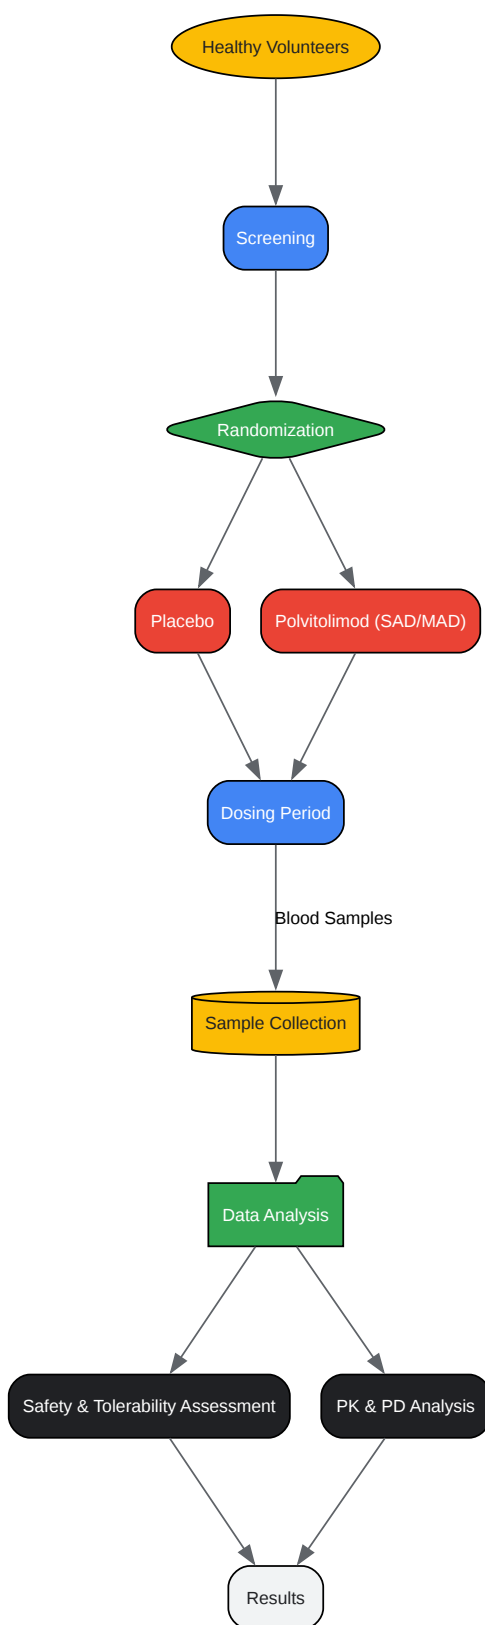 Healthy Volunteers
Screening
Randomization
Placebo
Polvitolimod (SAD/MAD)
Dosing Period
Blood Samples
Sample Collection
Data Analysis
Safety & Tolerability Assessment
PK & PD Analysis
Results